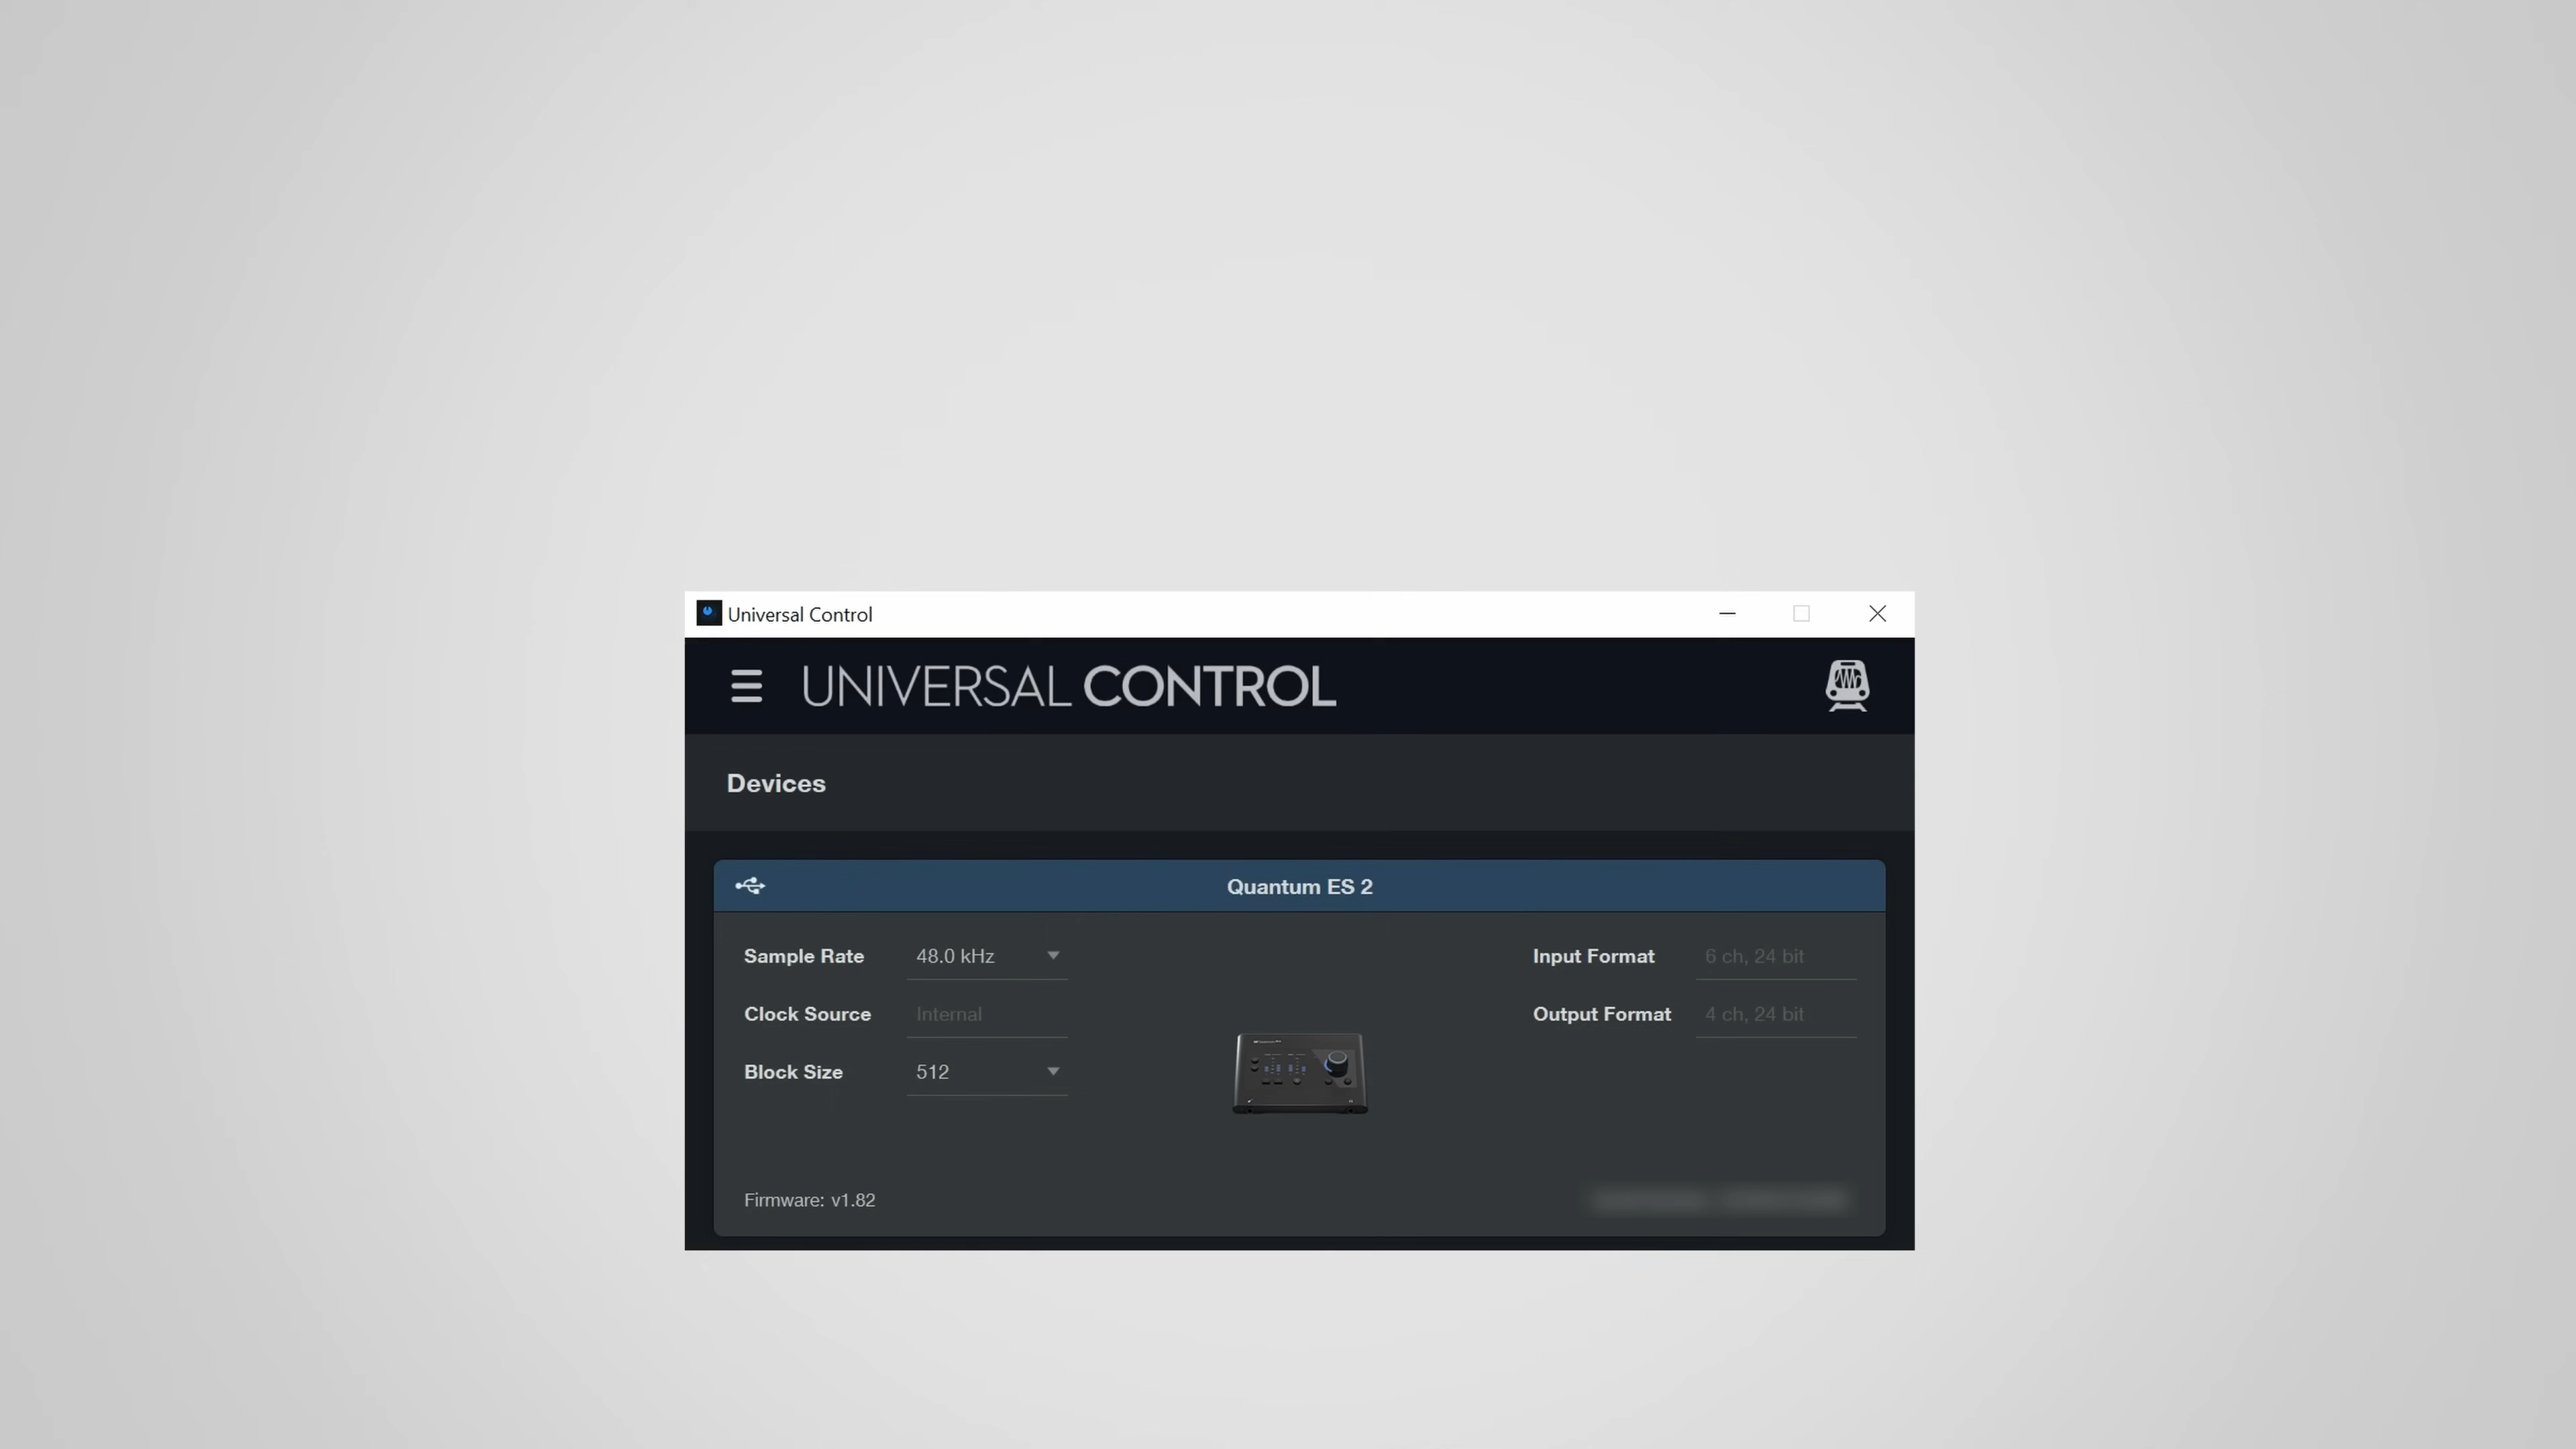 Universal Control
UNIVERSAL CONTROL
Devices
Quantum ES 2
Sample Rate 48.0 kHz Input Format 6 ch, 24 bit
Clock Source Internal Output Format 4 ch, 24 bit
Block Size 512
Firmware: v1.82